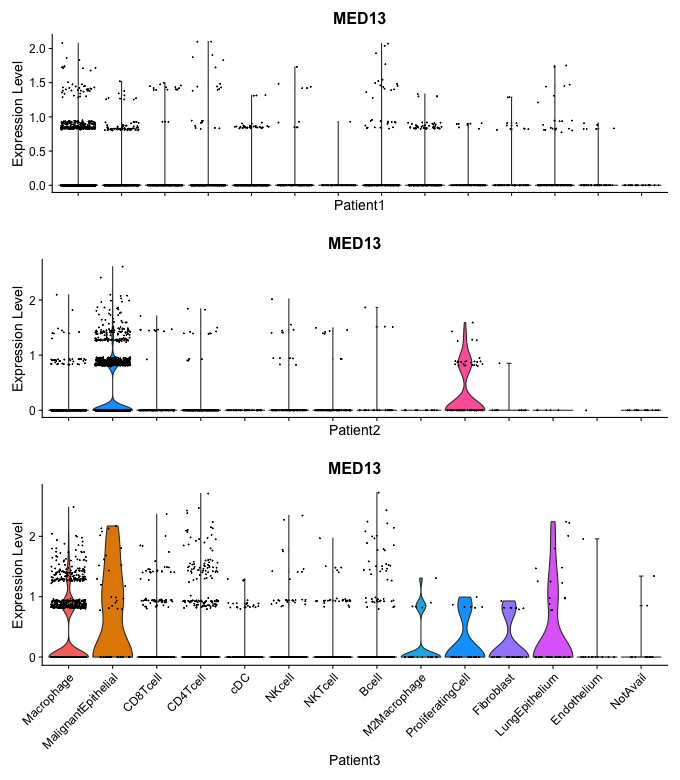 MED13
Expression Level
2.0
1.5
1.0
0.5
0.0
Patient1
MED13
Expression Level
2
1
0
Patient2
MED13
Expression Level
2
1
0
Macrophage
MalignantEpithelial
CD8Tcell
CD4Tcell
cDC
NKcell
NKTcell
Bcell
M2Macrophage
ProliferatingCell
Fibroblast
LungEpithelium
Endothelium
NotAvail
Patient3